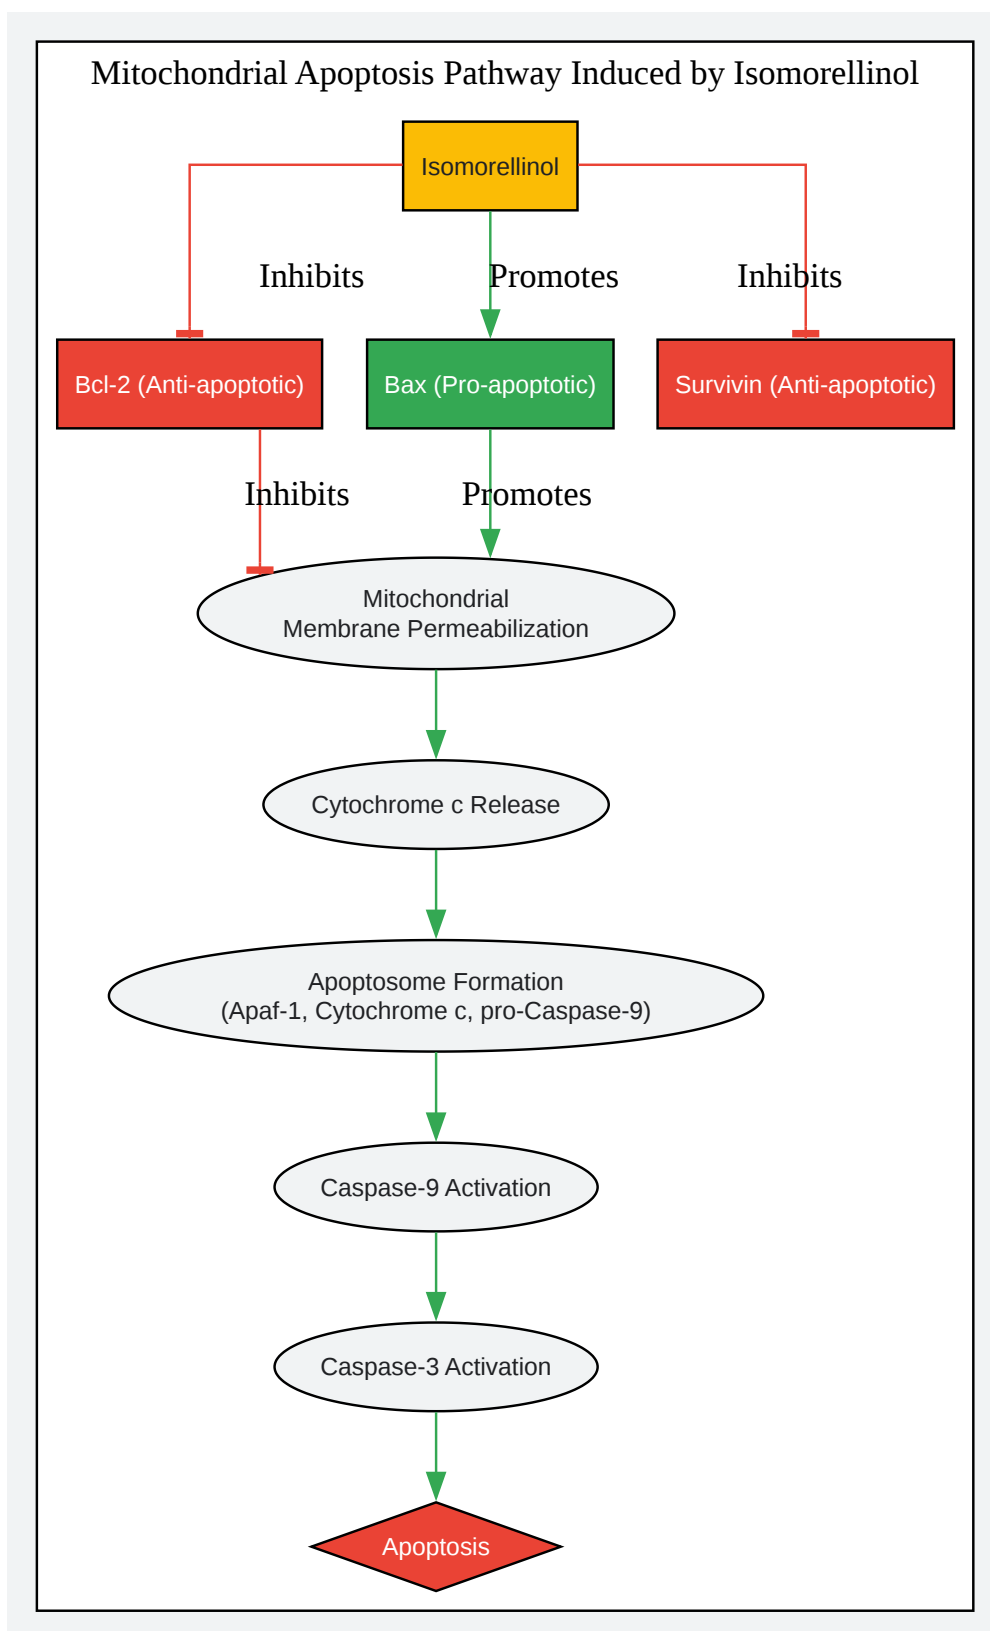 Mitochondrial Apoptosis Pathway Induced by Isomorellinol
Isomorellinol
Inhibits
Promotes
Inhibits
Bcl-2 (Anti-apoptotic)
Bax (Pro-apoptotic)
Survivin (Anti-apoptotic)
Inhibits
Promotes
Mitochondrial
Membrane Permeabilization
Cytochrome c Release
Apoptosome Formation
(Apaf-1, Cytochrome c, pro-Caspase-9)
Caspase-9 Activation
Caspase-3 Activation
Apoptosis